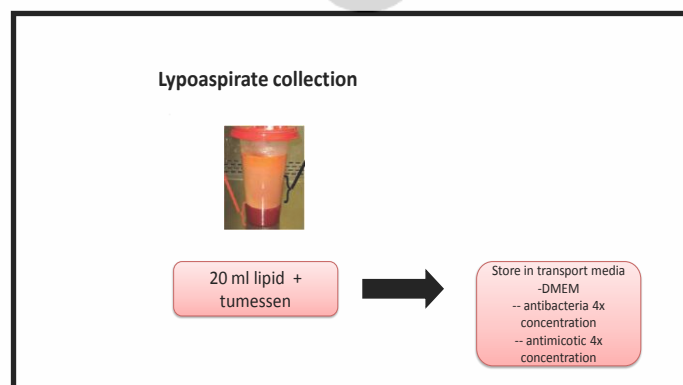 Lypoaspirate collection
20 ml lipid +
tumessen
Store in transport media
-DMEM
-- antibacteria 4x
concentration
-- antimicotic 4x
concentration